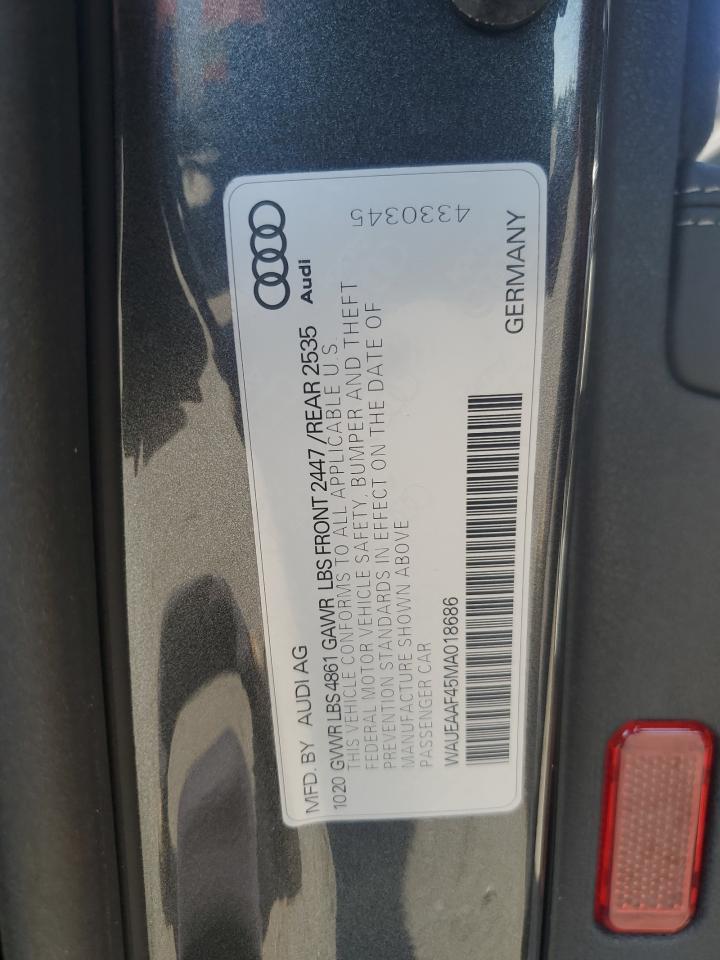 MFD. BY AUDI AG
Audi
1020 GVWR LBS 4861 GAWR LBS FRONT 2447 /REAR 2535
THIS VEHICLE CONFORMS TO ALL APPLICABLE U.S.
FEDERAL MOTOR VEHICLE SAFETY, BUMPER AND THEFT
PREVENTION STANDARDS IN EFFECT ON THE DATE OF
MANUFACTURE SHOWN ABOVE
PASSENGER CAR
4330345
WAUEAAF45MA018686
GERMANY